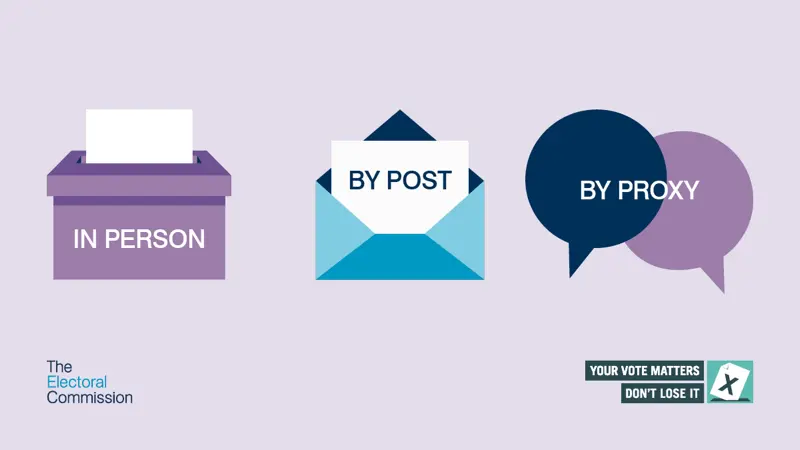 IN PERSON
BY POST
BY PROXY
The
Electoral
Commission
YOUR VOTE MATTERS
DON'T LOSE IT
X